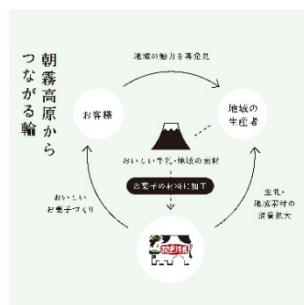 朝霧高原から
つながる輪
地域の魅力を再発見
お客様
地域の
生産者
おいしい牛乳・地域の素材
お菓子の材料に加工
おいしい
お菓子づくり
生乳・
地域素材の
消費拡大